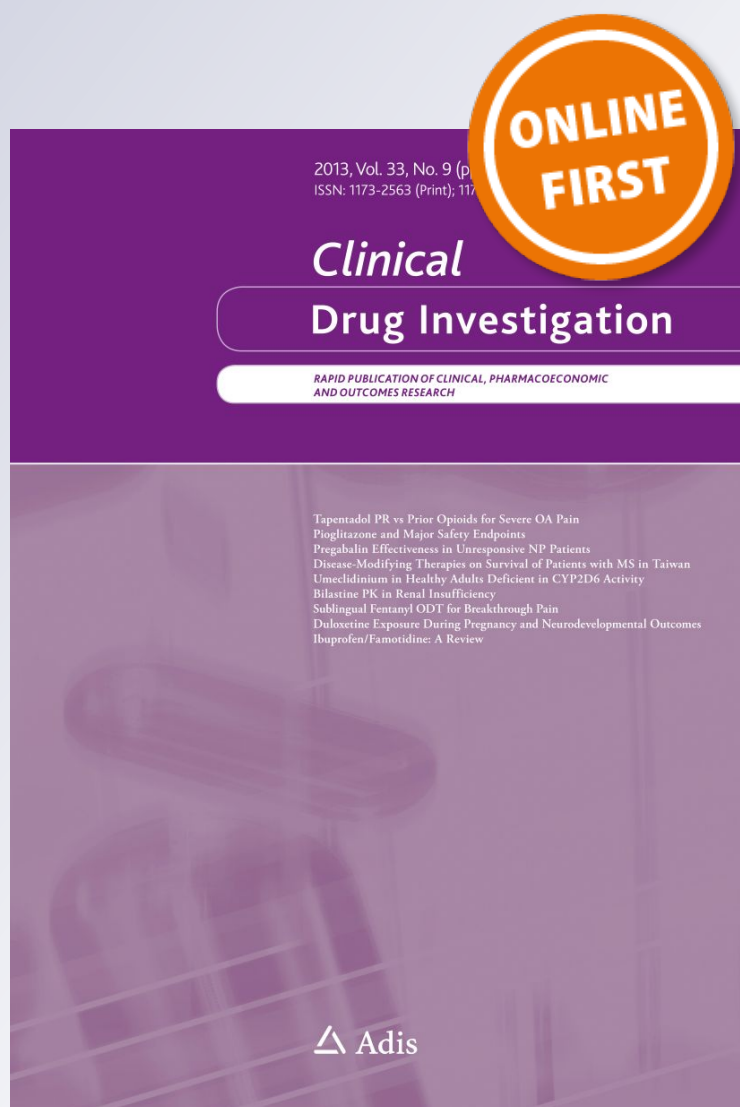 ONLINE
FIRST
2013, Vol. 33, No. 9 (p
ISSN: 1173-2563 (Print); 117
Clinical
Drug Investigation
RAPID PUBLICATION OF CLINICAL, PHARMACOECONOMIC
AND OUTCOMES RESEARCH
Tapentadol PR vs Prior Opioids for Severe OA Pain
Pioglitazone and Major Safety Endpoints
Pregabalin Effectiveness in Unresponsive NP Patients
Disease-Modifying Therapies on Survival of Patients with MS in Taiwan
Umeclidinium in Healthy Adults Deficient in CYP2D6 Activity
Bilastine PK in Renal Insufficiency
Sublingual Fentanyl ODT for Breakthrough Pain
Duloxetine Exposure During Pregnancy and Neurodevelopmental Outcomes
Ibuprofen/Famotidine: A Review
Adis